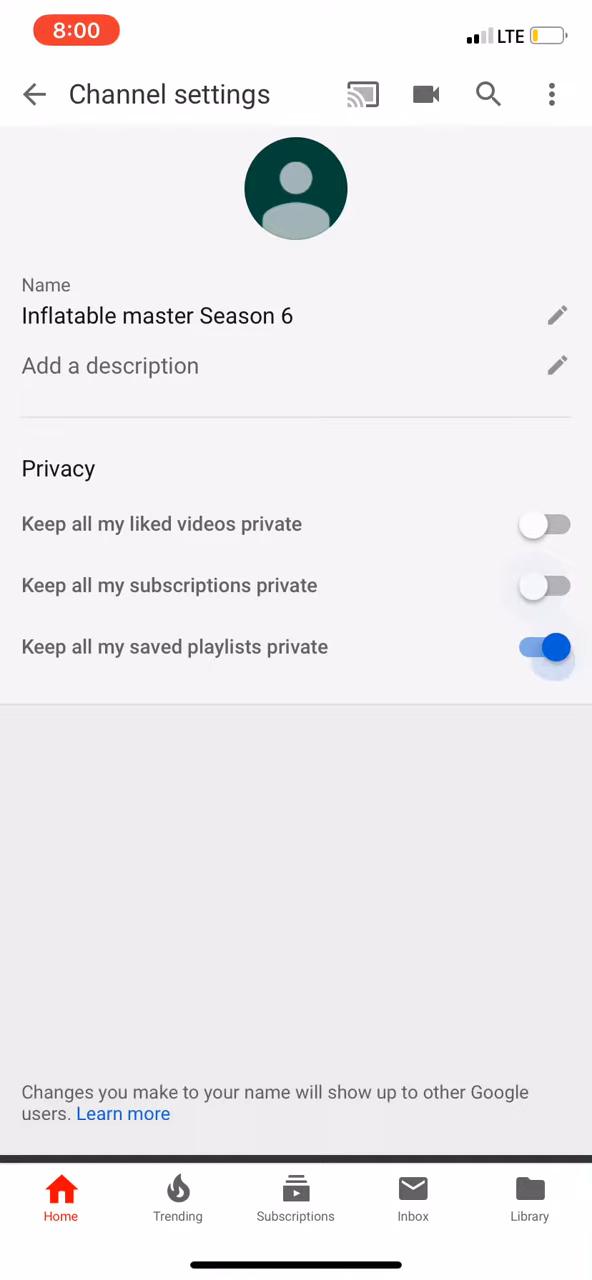 8:00
LTE
Channel settings
Name
Inflatable master Season 6
Add a description
Privacy
Keep all my liked videos private
Keep all my subscriptions private
Keep all my saved playlists private
Changes you make to your name will show up to other Google
users. Learn more
Home
Trending
Subscriptions
Inbox
Library